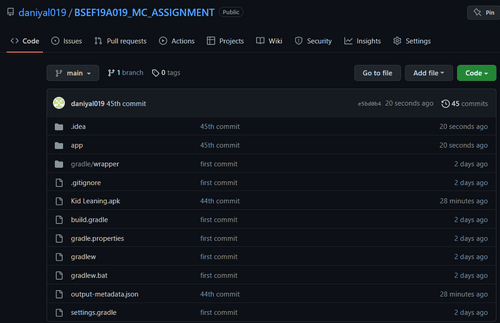 daniyal019 / BSEF19A019_MC_ASSIGNMENT Public Pin
Code Issues Pull requests Actions Projects Wiki Security Insights Settings
main 1 branch 0 tags Go to file Add file Code
daniyal019 45th commit e5bd0b4 20 seconds ago 45 commits
.idea 45th commit 20 seconds ago
app 45th commit 20 seconds ago
gradle/wrapper first commit 2 days ago
.gitignore first commit 2 days ago
Kid Leaning.apk 44th commit 28 minutes ago
build.gradle first commit 2 days ago
gradle.properties first commit 2 days ago
gradlew first commit 2 days ago
gradlew.bat first commit 2 days ago
output-metadata.json 44th commit 28 minutes ago
settings.gradle first commit 2 days ago